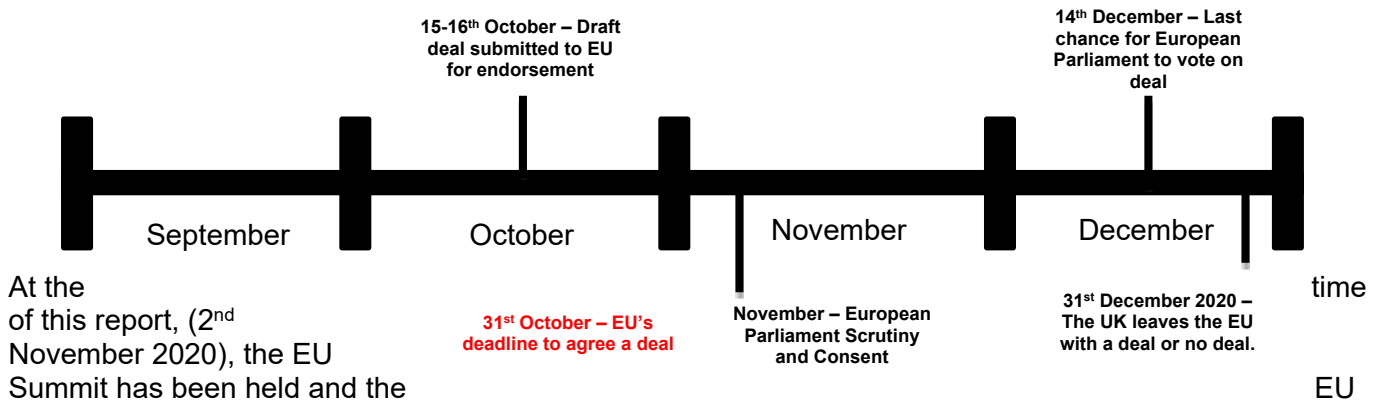 15-16th October – Draft
deal submitted to EU
for endorsement
14th December – Last
chance for European
Parliament to vote on
deal
September
October
November
December
31st October – EU’s
deadline to agree a deal
November – European
Parliament Scrutiny
and Consent
31st December 2020 –
The UK leaves the EU
with a deal or no deal.
At the time
of this report, (2nd
November 2020), the EU
Summit has been held and the EU